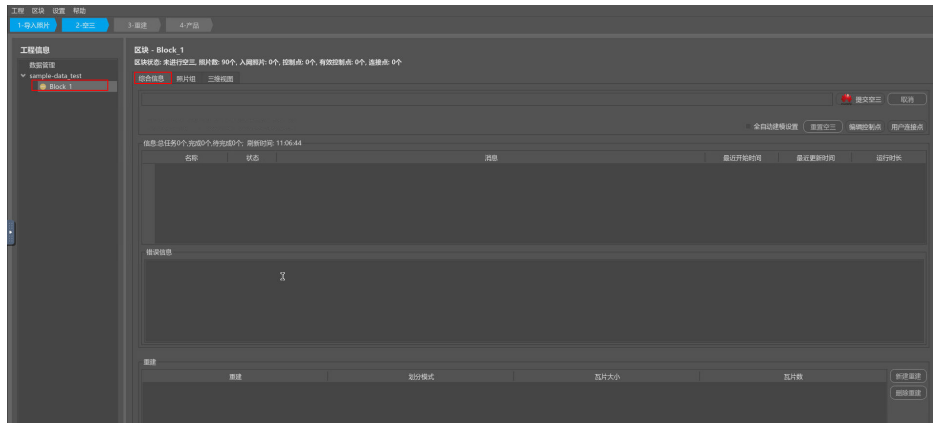 工程 区块 设置 帮助
1-导入照片 2-空三 3-重建 4-产品
工程信息
数据管理
sample-data_test
Block_1
区块 - Block_1
区块状态: 未进行空三, 照片数: 90个, 入网照片: 0个, 控制点: 0个, 有效控制点: 0个, 连接点: 0个
综合信息 照片组 三维视图
提交空三 取消
全自动建模设置 重置空三 编辑控制点 用户连接点
信息:总任务0个,完成0个,待完成0个; 刷新时间: 11:06:44
名称 状态 消息 最近开始时间 最近更新时间 运行时长
错误信息
重建
重建 划分模式 瓦片大小 瓦片数 新建重建
删除重建